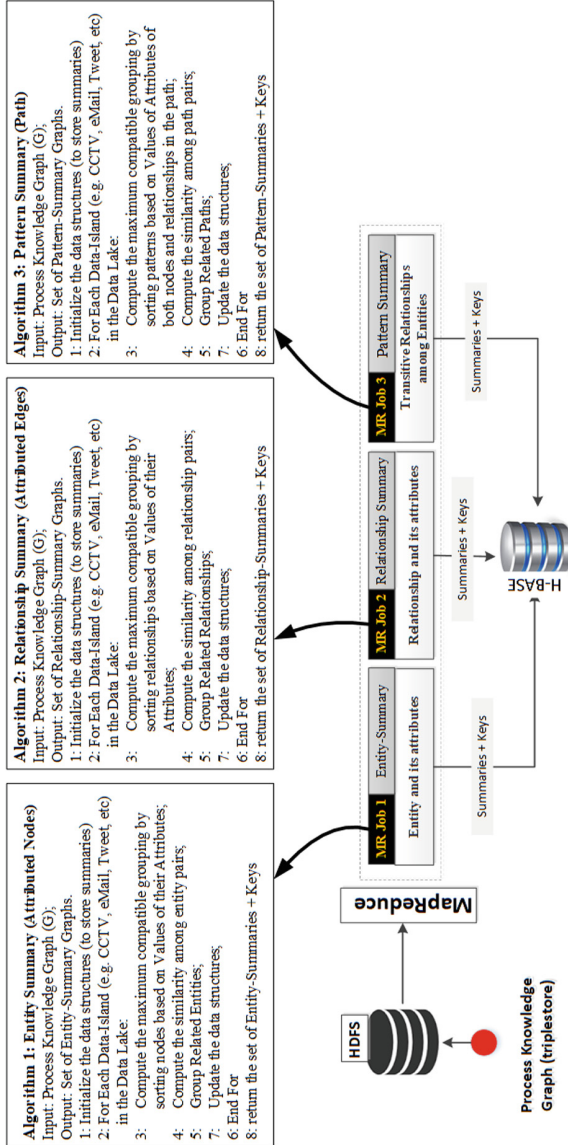 Algorithm 1: Entity Summary (Attributed Nodes)
Input: Process Knowledge Graph (G);
Output: Set of Entity-Summary Graphs.
1: Initialize the data structures (to store summaries)
2: For Each Data-Island (e.g. CCTV, eMail, Tweet, etc)
in the Data Lake:
3: Compute the maximum compatible grouping by
sorting nodes based on Values of their Attributes;
4: Compute the similarity among entity pairs;
5: Group Related Entities;
7: Update the data structures;
6: End For
8: return the set of Entity-Summaries + Keys
Algorithm 2: Relationship Summary (Attributed Edges)
Input: Process Knowledge Graph (G);
Output: Set of Relationship-Summary Graphs.
1: Initialize the data structures (to store summaries)
2: For Each Data-Island (e.g. CCTV, eMail, Tweet, etc)
in the Data Lake:
3: Compute the maximum compatible grouping by
sorting relationships based on Values of their
Attributes;
4: Compute the similarity among relationship pairs;
5: Group Related Relationships;
7: Update the data structures;
6: End For
8: return the set of Relationship-Summaries + Keys
Algorithm 3: Pattern Summary (Path)
Input: Process Knowledge Graph (G);
Output: Set of Pattern-Summary Graphs.
1: Initialize the data structures (to store summaries)
2: For Each Data-Island (e.g. CCTV, eMail, Tweet, etc)
in the Data Lake:
3: Compute the maximum compatible grouping by
sorting patterns based on Values of Attributes of
both nodes and relationships in the path;
4: Compute the similarity among path pairs;
5: Group Related Paths;
7: Update the data structures;
6: End For
8: return the set of Pattern-Summaries + Keys
HDFS
MapReduce
MR Job 1 Entity-Summary
Entity and its attributes
MR Job 2 Relationship Summary
Relationship and its attributes
MR Job 3 Pattern Summary
Transitive Relationships
among Entities
Summaries + Keys
Summaries + Keys
Summaries + Keys
H-BASE
Process Knowledge
Graph (triplestore)